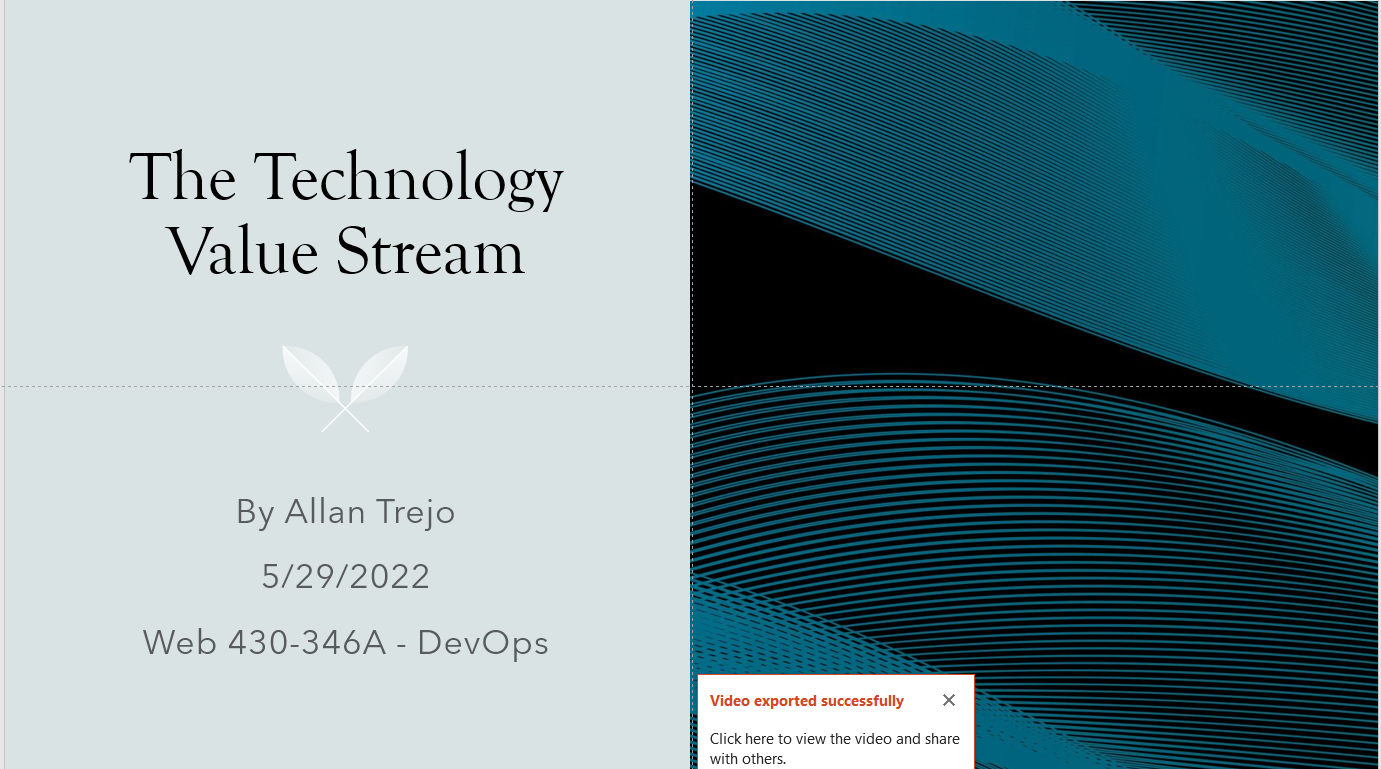 The Technology
Value Stream
By Allan Trejo
5/29/2022
Web 430-346A - DevOps
Video exported successfully
Click here to view the video and share
with others.